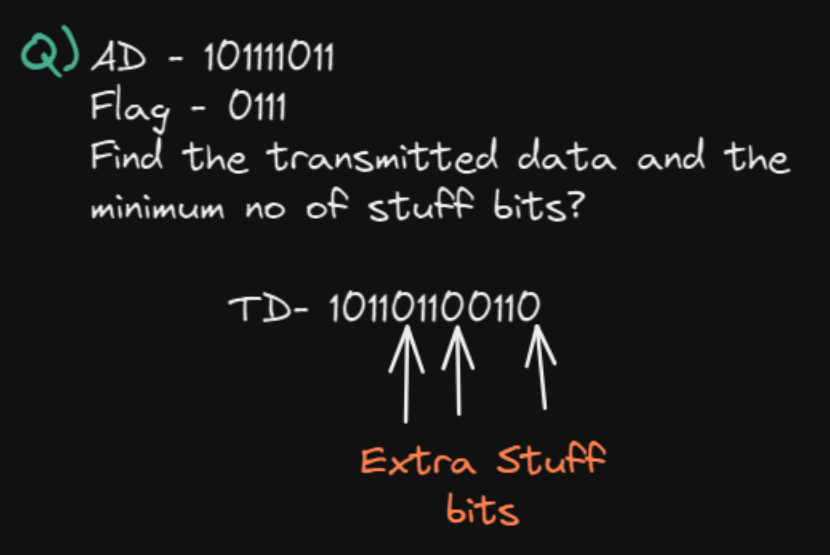 Q) AD - 101111011
Flag - 0111
Find the transmitted data and the
minimum no of stuff bits?
TD- 101101100110
Extra Stuff
bits